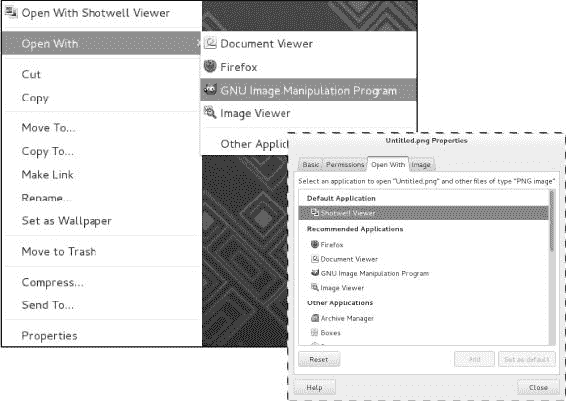 Open With Shotwell Viewer
Open With
Cut
Copy
Move To...
Copy To...
Make Link
Rename...
Set as Wallpaper
Move to Trash
Compress...
Send To...
Properties
Document Viewer
Firefox
GNU Image Manipulation Program
Image Viewer
Other Applic
Untitled.png Properties
Basic Permissions Open With Image
Select an application to open "Untitled.png" and other files of type "PNG image"
Default Application
Shotwell Viewer
Recommended Applications
Firefox
Document Viewer
GNU Image Manipulation Program
Image Viewer
Other Applications
Archive Manager
Boxes
Reset Add Set as default
Help Close